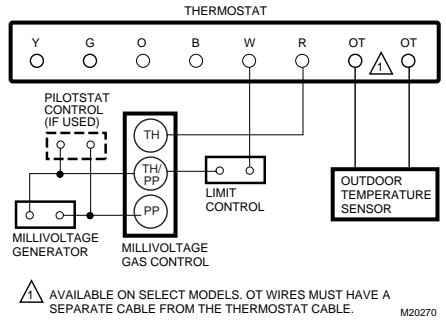 THERMOSTAT
Y G O B W R OT 1 OT
PILOTSTAT
CONTROL
(IF USED)
TH
TH/
PP
PP
LIMIT
CONTROL
OUTDOOR
TEMPERATURE
SENSOR
MILLIVOLTAGE
GENERATOR
MILLIVOLTAGE
GAS CONTROL
1 AVAILABLE ON SELECT MODELS. OT WIRES MUST HAVE A
SEPARATE CABLE FROM THE THERMOSTAT CABLE.
M20270